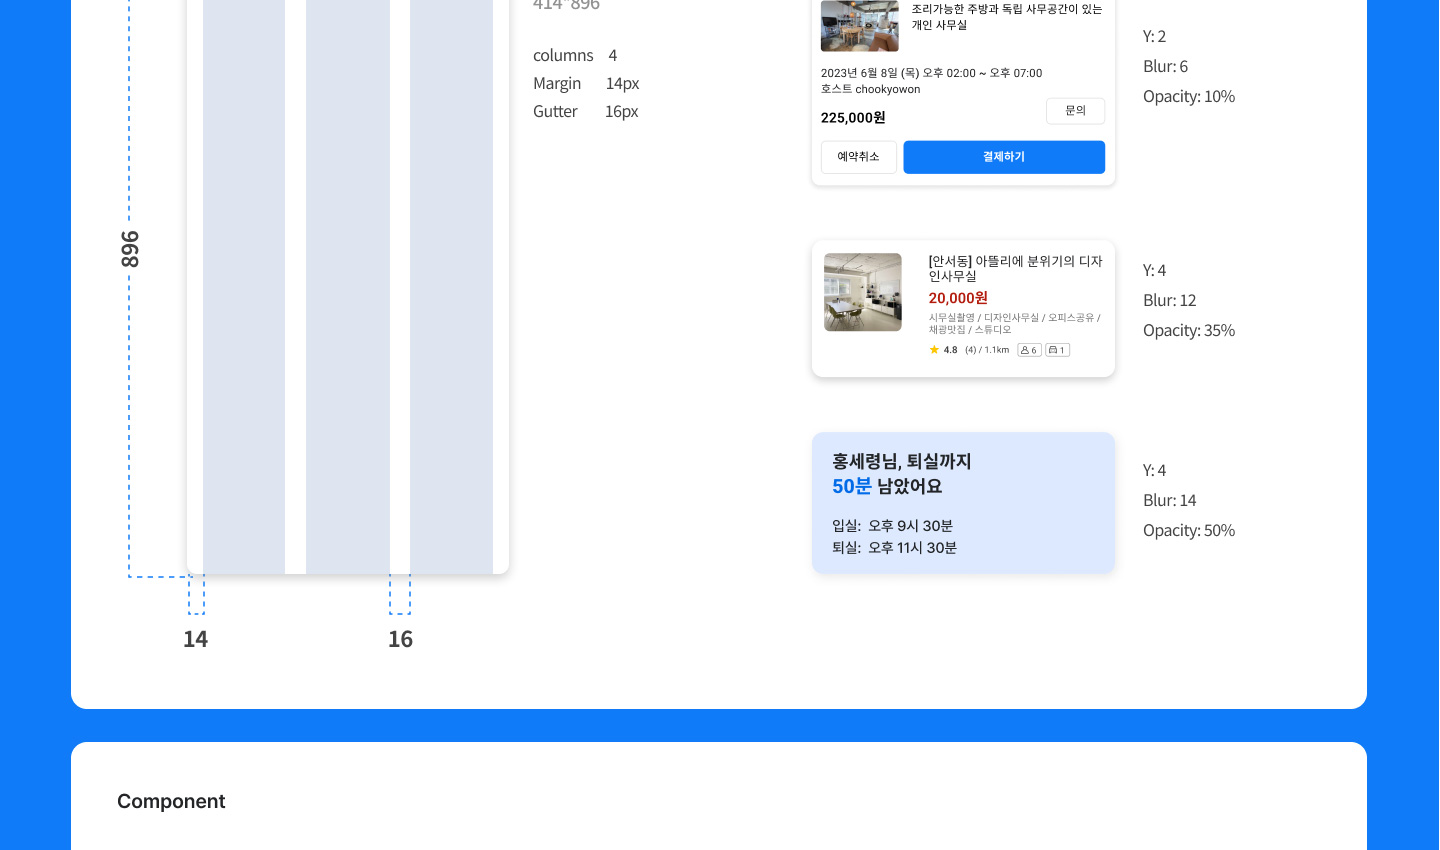 414*896
columns 4
Margin 14px
Gutter 16px
896
14
16
조리가능한 주방과 독립 사무공간이 있는
개인 사무실
2023년 6월 8일 (목) 오후 02:00 ~ 오후 07:00
호스트 chookyowon
225,000원
문의
예약취소
결제하기
Y: 2
Blur: 6
Opacity: 10%
[안서동] 아뜰리에 분위기의 디자
인사무실
20,000원
시무실촬영 / 디자인사무실 / 오피스공유 /
채광맛집 / 스튜디오
4.8 (4) / 1.1km 6 1
Y: 4
Blur: 12
Opacity: 35%
홍세령님, 퇴실까지
50분 남았어요
입실: 오후 9시 30분
퇴실: 오후 11시 30분
Y: 4
Blur: 14
Opacity: 50%
Component